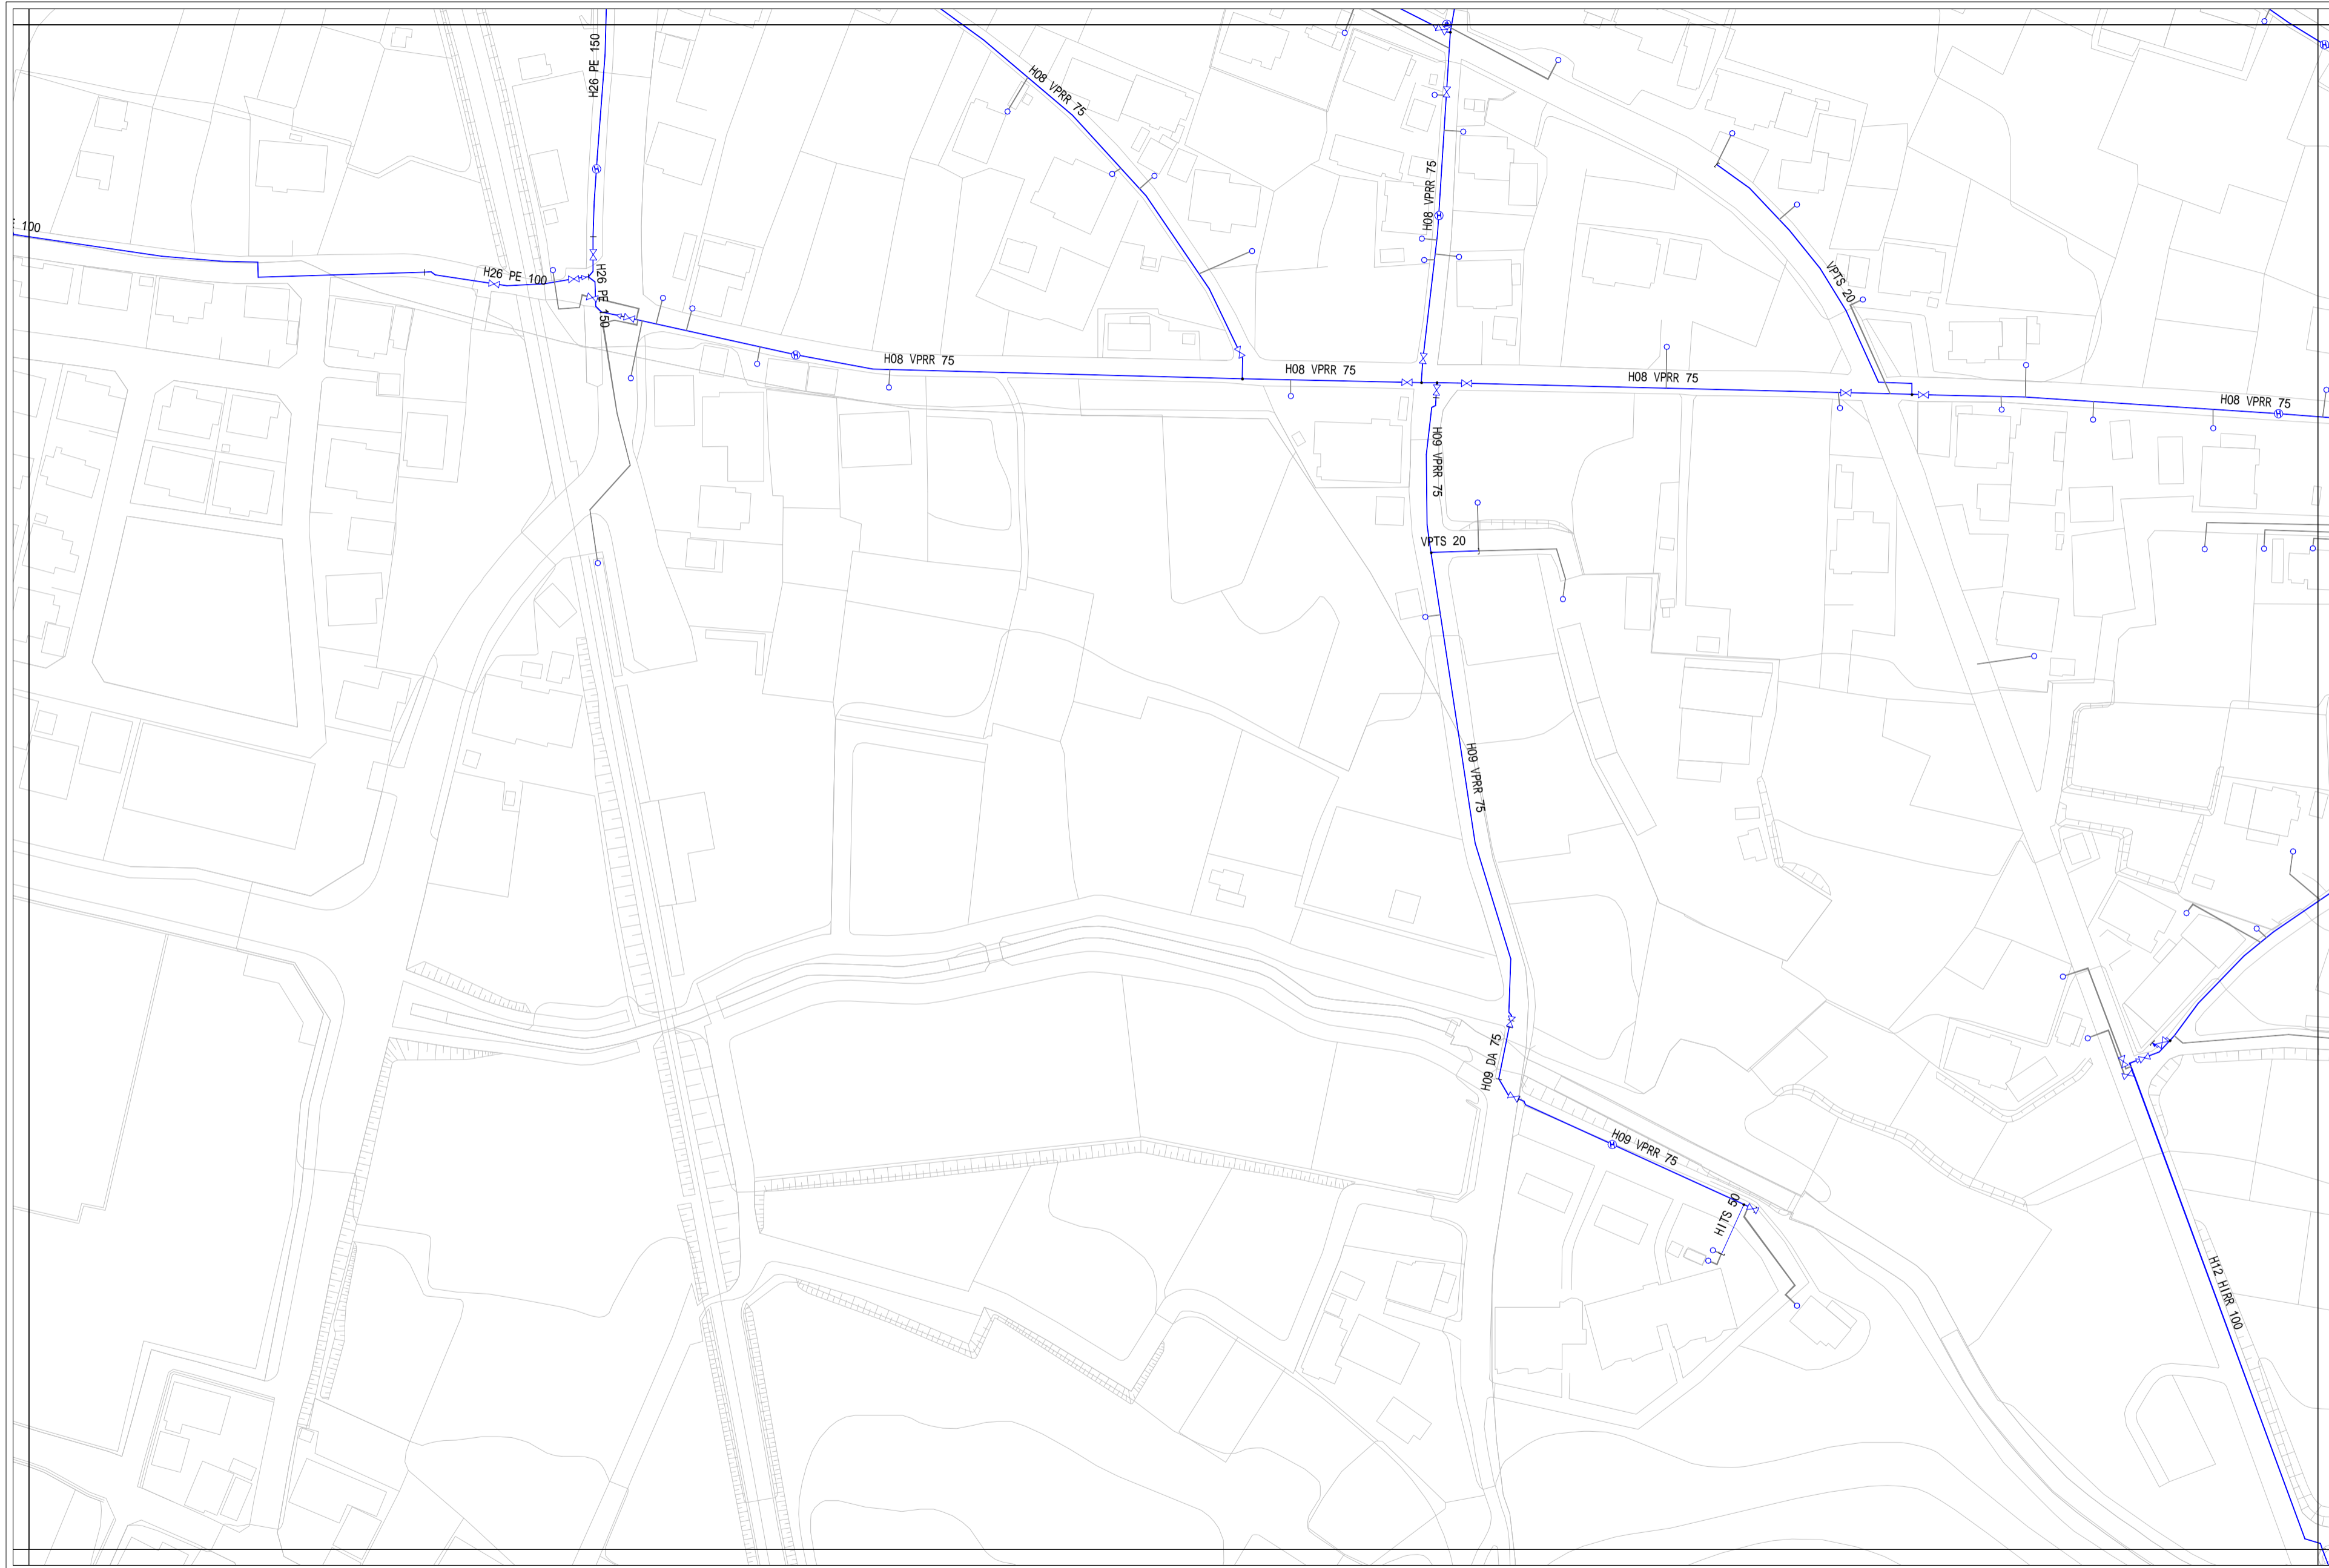 H26 PE 150
H08 VPRR 75
H08 VPRR 75
100
H26 PE 100
H26 PE 150
VPTS 20
H08 VPRR 75
H08 VPRR 75
H08 VPRR 75
H08 VPRR 75
H09 VPRR 75
VPTS 20
H09 VPRR 75
H09 DA 75
H09 VPRR 75
HITS 50
H12 HIRR 100